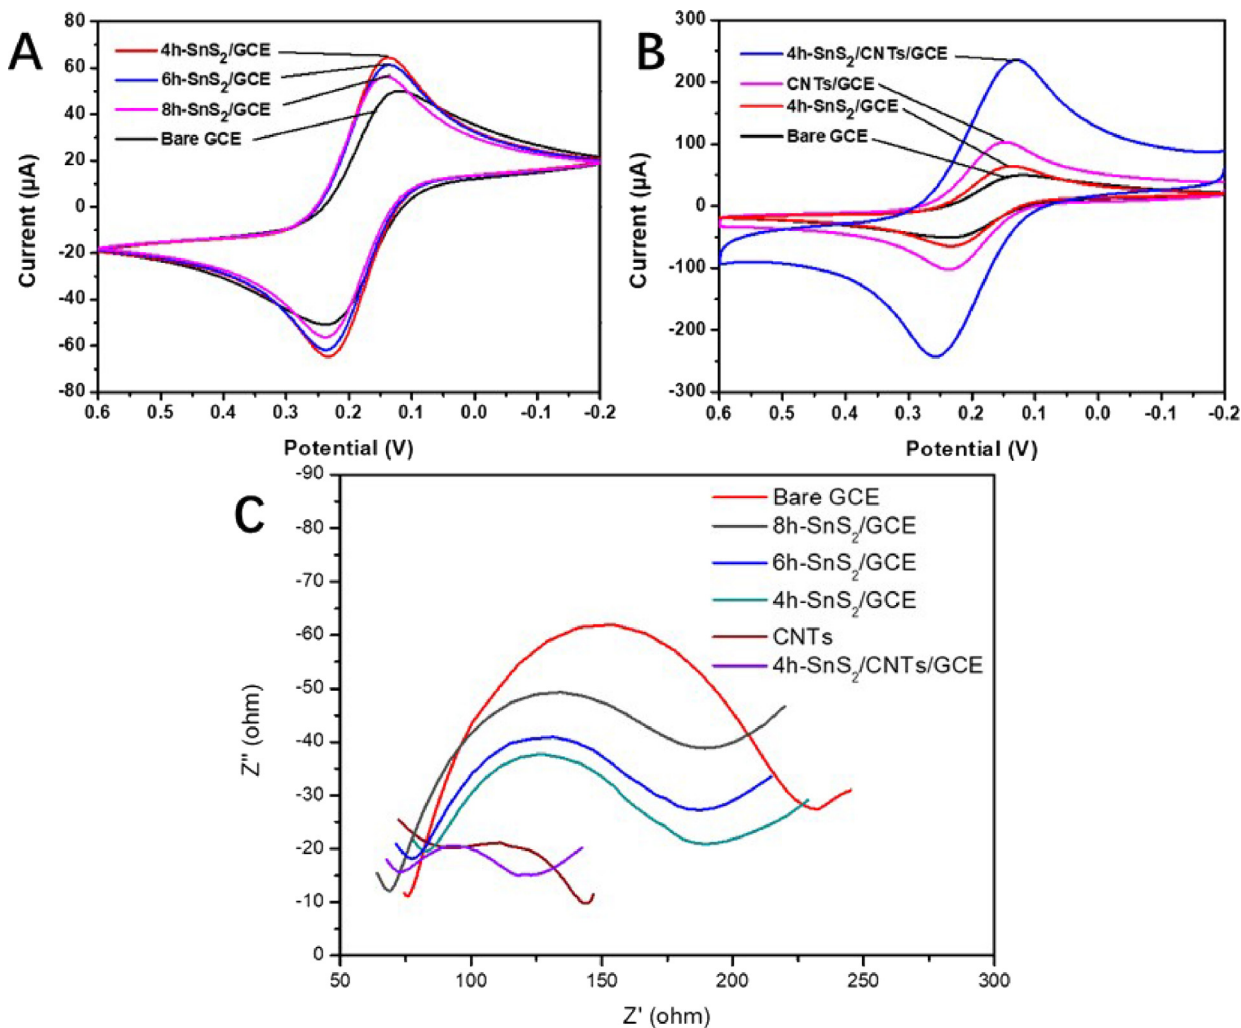 A
80
60
40
20
0
-20
-40
-60
-80
Current (µA)
4h-SnS2/GCE
6h-SnS2/GCE
8h-SnS2/GCE
Bare GCE
0.6 0.5 0.4 0.3 0.2 0.1 0.0 -0.1 -0.2
Potential (V)
B
300
200
100
0
-100
-200
-300
Current (µA)
4h-SnS2/CNTs/GCE
CNTs/GCE
4h-SnS2/GCE
Bare GCE
0.6 0.5 0.4 0.3 0.2 0.1 0.0 -0.1 -0.2
Potential (V)
C
-90
-80
-70
-60
-50
-40
-30
-20
-10
0
Z'' (ohm)
Bare GCE
8h-SnS2/GCE
6h-SnS2/GCE
4h-SnS2/GCE
CNTs
4h-SnS2/CNTs/GCE
50 100 150 200 250 300
Z' (ohm)